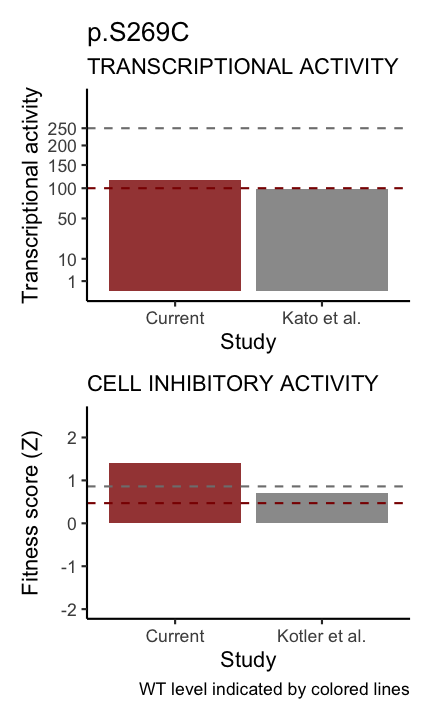 p.S269C
TRANSCRIPTIONAL ACTIVITY
Transcriptional activity
250
200
150
100
50
10
1
Current
Kato et al.
Study
CELL INHIBITORY ACTIVITY
Fitness score (Z)
2
1
0
-1
-2
Current
Kotler et al.
Study
WT level indicated by colored lines